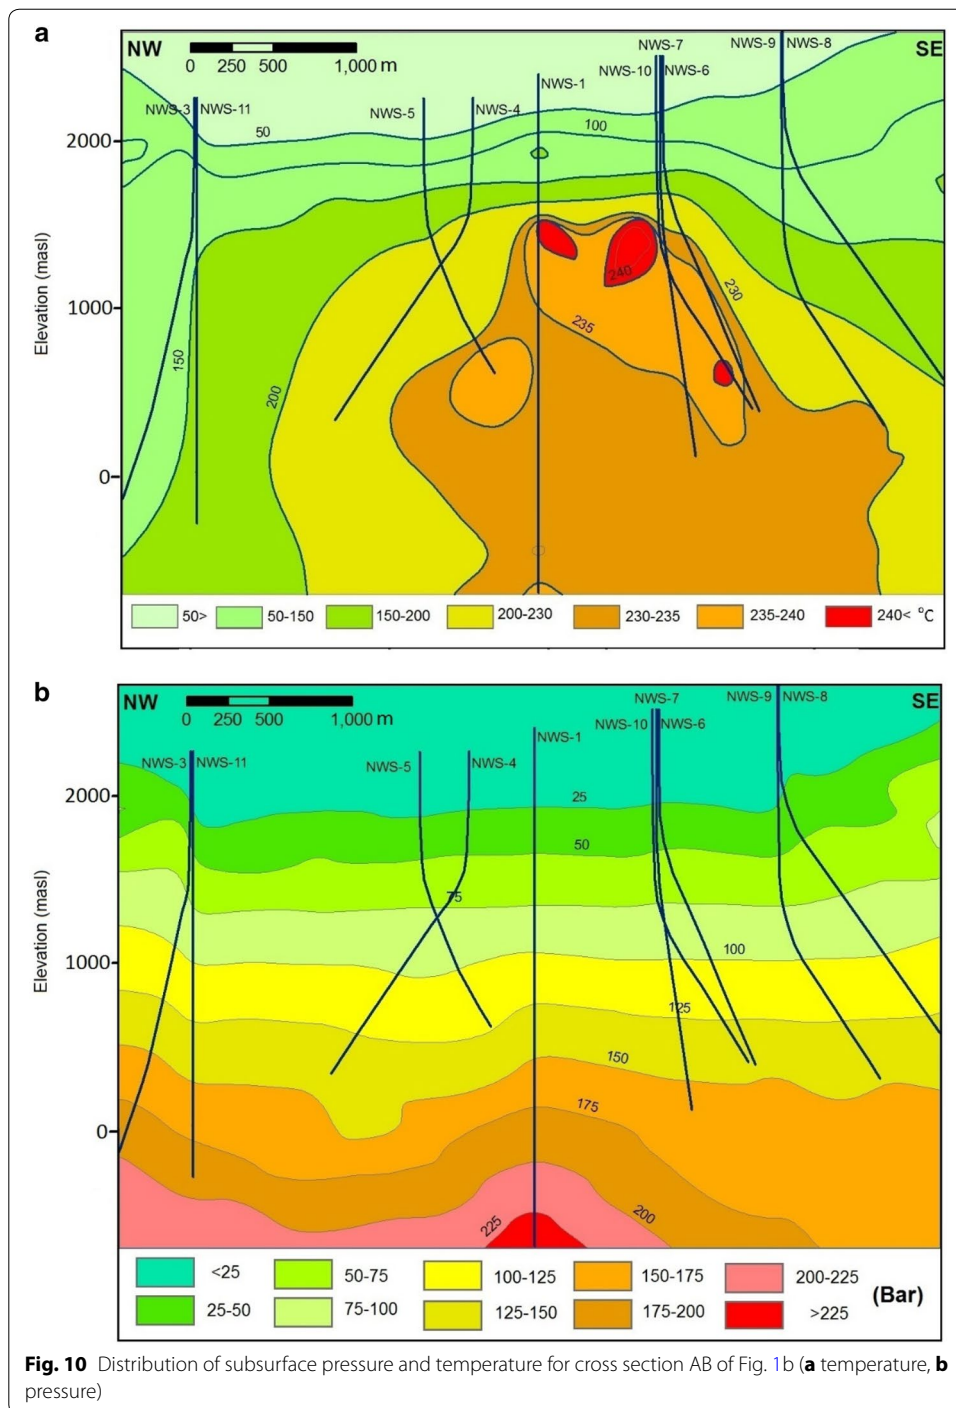 a
NW
SE
0 250 500 1,000 m
NWS-3
NWS-11
NWS-5
NWS-4
NWS-1
NWS-7
NWS-10
NWS-6
NWS-9
NWS-8
Elevation (masl)
2000
1000
0
50
100
150
200
230
235
240
50>
50-150
150-200
200-230
230-235
235-240
240< °C
b
NW
SE
0 250 500 1,000 m
NWS-3
NWS-11
NWS-5
NWS-4
NWS-1
NWS-7
NWS-10
NWS-6
NWS-9
NWS-8
Elevation (masl)
2000
1000
0
25
50
75
100
125
150
175
200
225
<25
50-75
100-125
150-175
200-225
25-50
75-100
125-150
175-200
>225
(Bar)
Fig. 10 Distribution of subsurface pressure and temperature for cross section AB of Fig. 1b (a temperature, b
pressure)